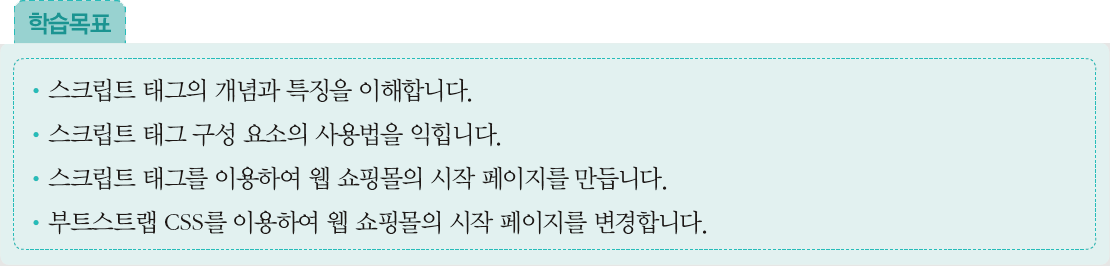 학습목표
• 스크립트 태그의 개념과 특징을 이해합니다.
• 스크립트 태그 구성 요소의 사용법을 익힙니다.
• 스크립트 태그를 이용하여 웹 쇼핑몰의 시작 페이지를 만듭니다.
• 부트스트랩 CSS를 이용하여 웹 쇼핑몰의 시작 페이지를 변경합니다.